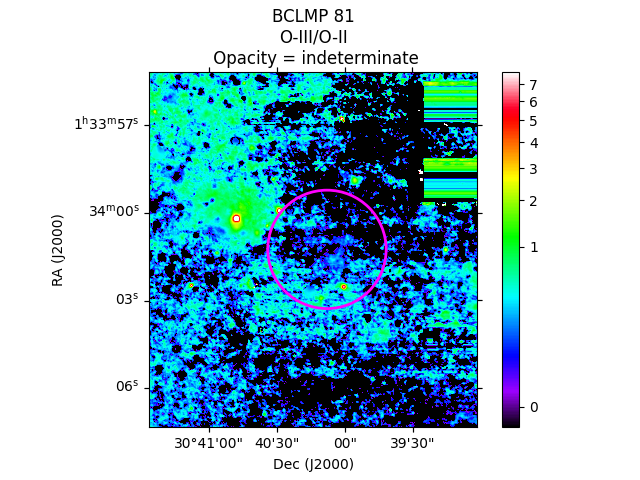 BCLMP 81
O-III/O-II
Opacity = indeterminate
1ʰ33ᵐ57ˢ
34ᵐ00ˢ
03ˢ
06ˢ
RA (J2000)
30°41'00" 40'30" 00" 39'30"
Dec (J2000)
7
6
5
4
3
2
1
0